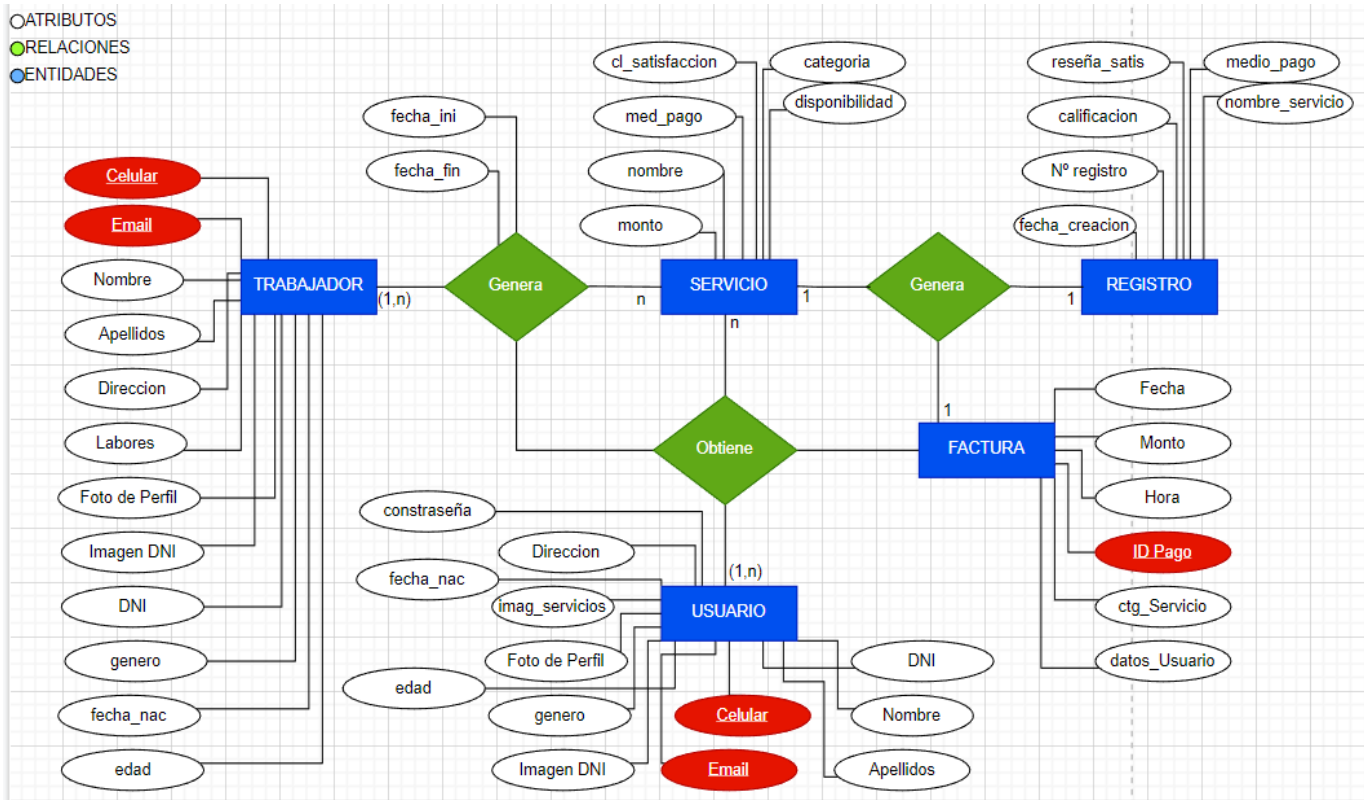 ATRIBUTOS
RELACIONES
ENTIDADES
Celular
Email
Nombre
Apellidos
Direccion
Labores
Foto de Perfil
Imagen DNI
DNI
genero
fecha_nac
edad
TRABAJADOR
(1,n)
fecha_ini
fecha_fin
Genera
n
cl_satisfaccion
med_pago
nombre
monto
categoria
disponibilidad
SERVICIO
n
1
Genera
1
1
reseña_satis
calificacion
Nº registro
fecha_creacion
medio_pago
nombre_servicio
REGISTRO
Obtiene
(1,n)
FACTURA
Fecha
Monto
Hora
ID Pago
ctg_Servicio
datos_Usuario
constraseña
Direccion
fecha_nac
imag_servicios
USUARIO
Foto de Perfil
edad
genero
Imagen DNI
Celular
Email
DNI
Nombre
Apellidos